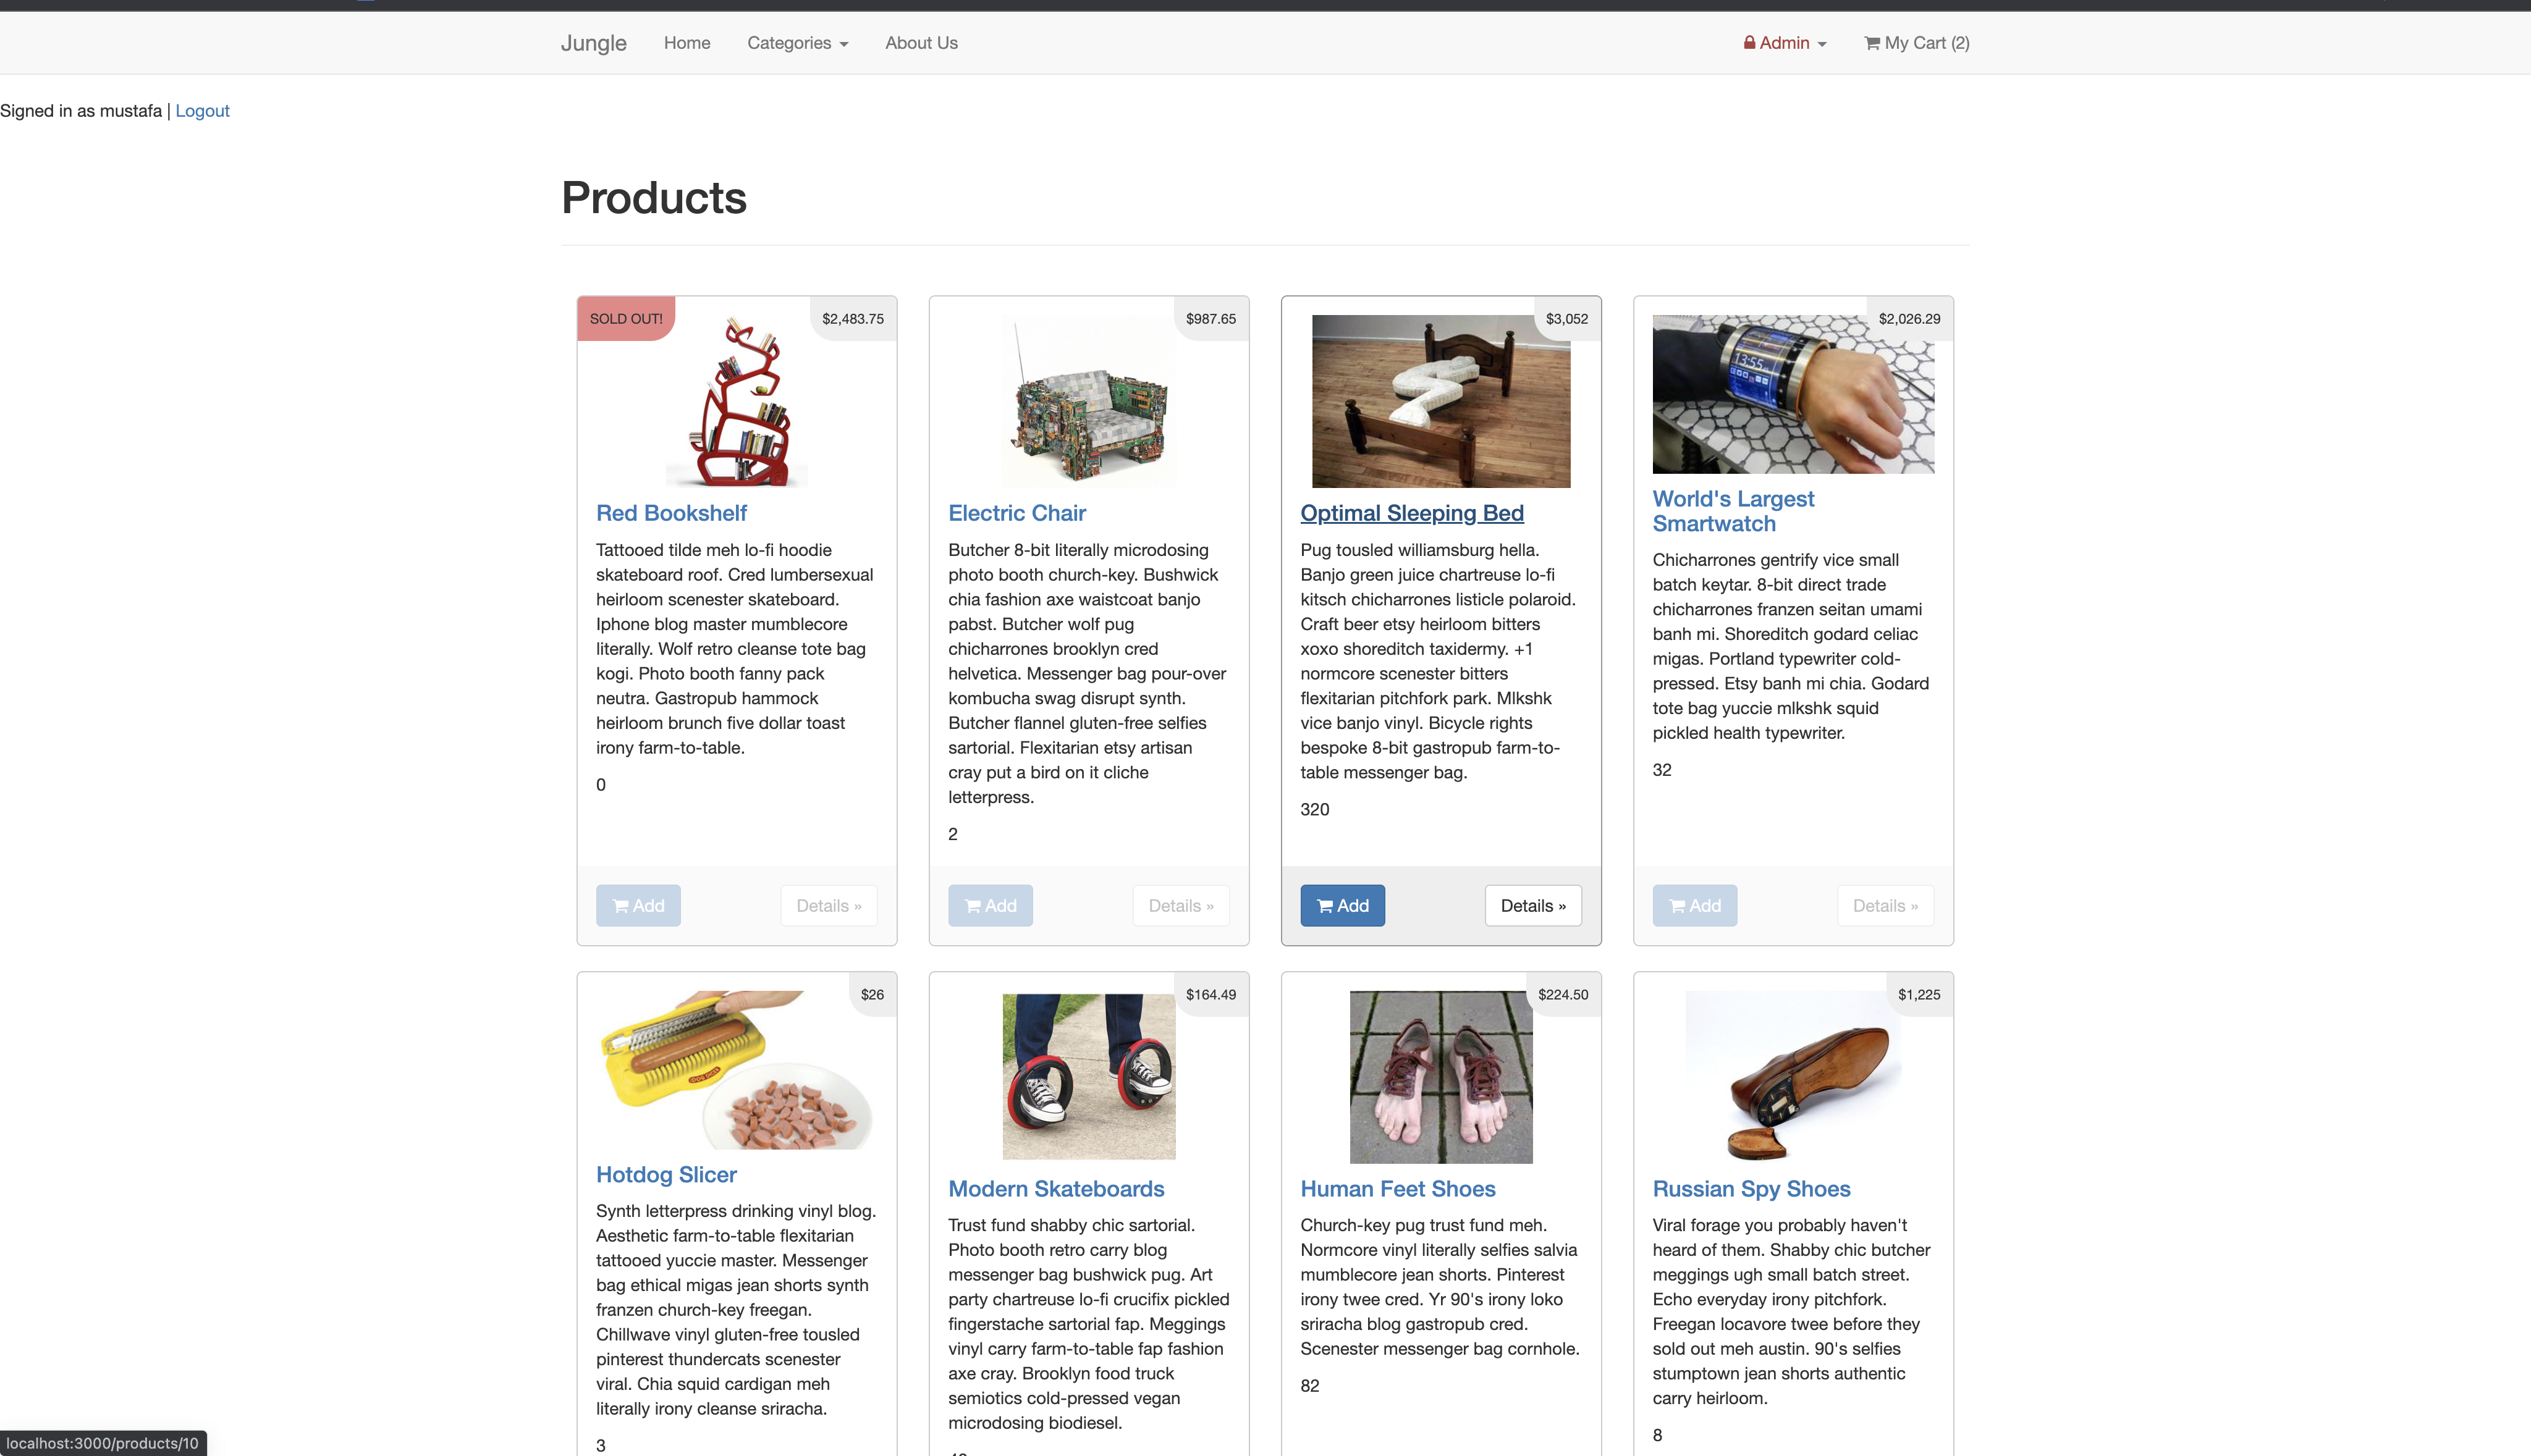 Jungle Home Categories About Us Admin My Cart (2)
Signed in as mustafa | Logout
Products
SOLD OUT!
$2,483.75
Red Bookshelf
Tattooed tilde meh lo-fi hoodie
skateboard roof. Cred lumbersexual
heirloom scenester skateboard.
Iphone blog master mumblecore
literally. Wolf retro cleanse tote bag
kogi. Photo booth fanny pack
neutra. Gastropub hammock
heirloom brunch five dollar toast
irony farm-to-table.
0
Add Details »
$987.65
Electric Chair
Butcher 8-bit literally microdosing
photo booth church-key. Bushwick
chia fashion axe waistcoat banjo
pabst. Butcher wolf pug
chicharrones brooklyn cred
helvetica. Messenger bag pour-over
kombucha swag disrupt synth.
Butcher flannel gluten-free selfies
sartorial. Flexitarian etsy artisan
cray put a bird on it cliche
letterpress.
2
Add Details »
$3,052
Optimal Sleeping Bed
Pug tousled williamsburg hella.
Banjo green juice chartreuse lo-fi
kitsch chicharrones listicle polaroid.
Craft beer etsy heirloom bitters
xoxo shoreditch taxidermy. +1
normcore scenester bitters
flexitarian pitchfork park. Mlkshk
vice banjo vinyl. Bicycle rights
bespoke 8-bit gastropub farm-to-
table messenger bag.
320
Add Details »
$2,026.29
13:55
World's Largest
Smartwatch
Chicharrones gentrify vice small
batch keytar. 8-bit direct trade
chicharrones franzen seitan umami
banh mi. Shoreditch godard celiac
migas. Portland typewriter cold-
pressed. Etsy banh mi chia. Godard
tote bag yuccie mlkshk squid
pickled health typewriter.
32
Add Details »
$26
Hotdog Slicer
Synth letterpress drinking vinyl blog.
Aesthetic farm-to-table flexitarian
tattooed yuccie master. Messenger
bag ethical migas jean shorts synth
franzen church-key freegan.
Chillwave vinyl gluten-free tousled
pinterest thundercats scenester
viral. Chia squid cardigan meh
literally irony cleanse sriracha.
3
$164.49
Modern Skateboards
Trust fund shabby chic sartorial.
Photo booth retro carry blog
messenger bag bushwick pug. Art
party chartreuse lo-fi crucifix pickled
fingerstache sartorial fap. Meggings
vinyl carry farm-to-table fap fashion
axe cray. Brooklyn food truck
semiotics cold-pressed vegan
microdosing biodiesel.
$224.50
Human Feet Shoes
Church-key pug trust fund meh.
Normcore vinyl literally selfies salvia
mumblecore jean shorts. Pinterest
irony twee cred. Yr 90's irony loko
sriracha blog gastropub cred.
Scenester messenger bag cornhole.
82
$1,225
Russian Spy Shoes
Viral forage you probably haven't
heard of them. Shabby chic butcher
meggings ugh small batch street.
Echo everyday irony pitchfork.
Freegan locavore twee before they
sold out meh austin. 90's selfies
stumptown jean shorts authentic
carry heirloom.
8
localhost:3000/products/10